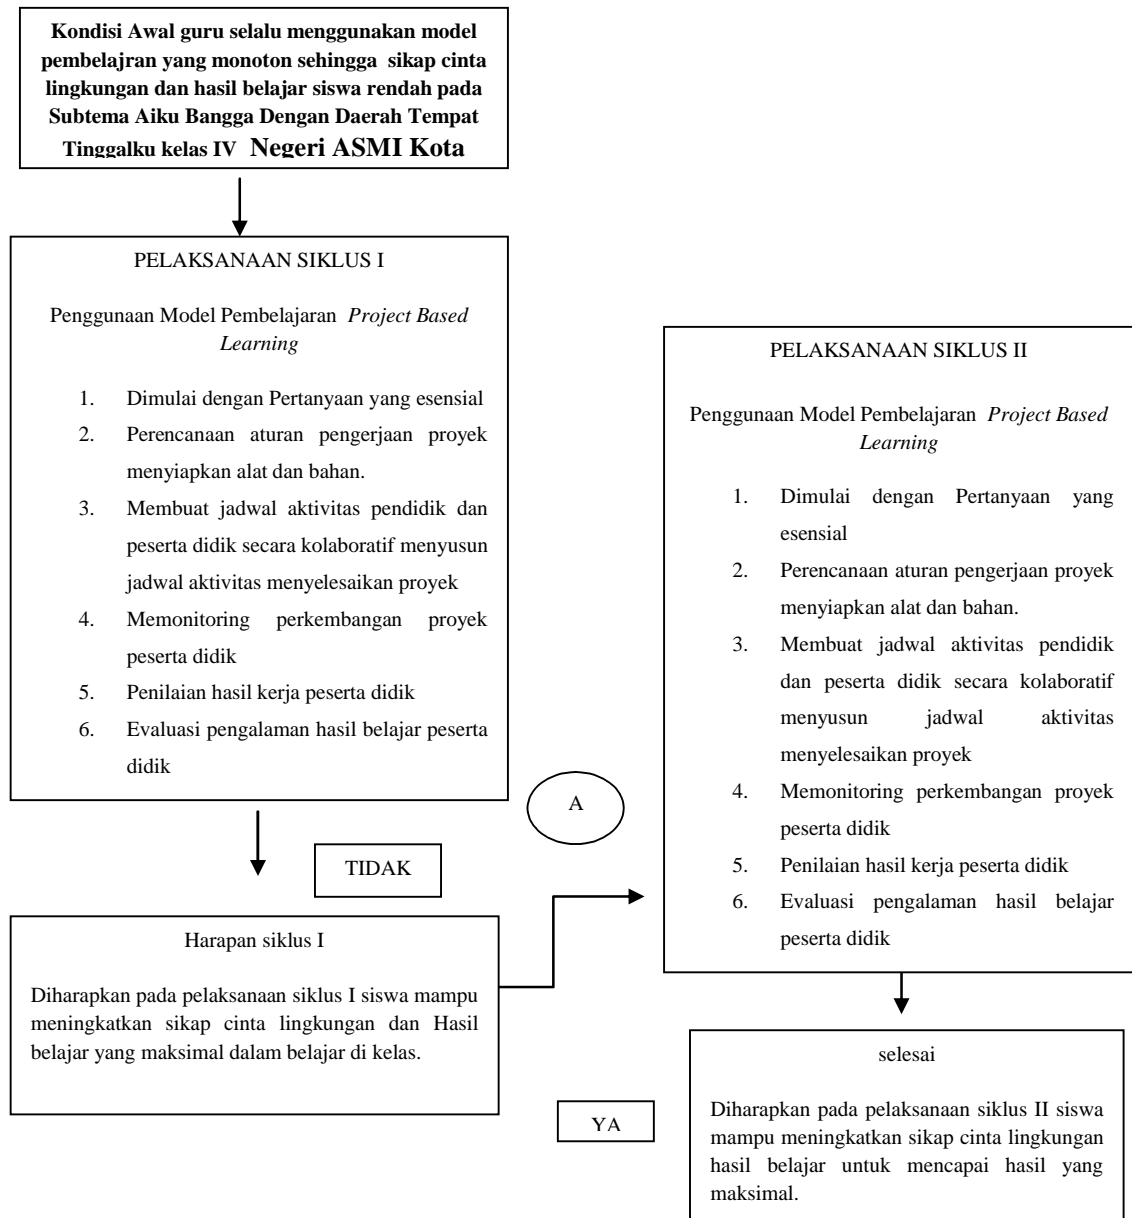 Kondisi Awal guru selalu menggunakan model
pembelajran yang monoton sehingga sikap cinta
lingkungan dan hasil belajar siswa rendah pada
Subtema Aiku Bangga Dengan Daerah Tempat
Tinggalku kelas IV Negeri ASMI Kota
PELAKSANAAN SIKLUS I
Penggunaan Model Pembelajaran Project Based
Learning
1. Dimulai dengan Pertanyaan yang esensial
2. Perencanaan aturan pengerjaan proyek
menyiapkan alat dan bahan.
3. Membuat jadwal aktivitas pendidik dan
peserta didik secara kolaboratif menyusun
jadwal aktivitas menyelesaikan proyek
4. Memonitoring perkembangan proyek
peserta didik
5. Penilaian hasil kerja peserta didik
6. Evaluasi pengalaman hasil belajar peserta
didik
A
TIDAK
Harapan siklus I
Diharapkan pada pelaksanaan siklus I siswa mampu
meningkatkan sikap cinta lingkungan dan Hasil
belajar yang maksimal dalam belajar di kelas.
PELAKSANAAN SIKLUS II
Penggunaan Model Pembelajaran Project Based
Learning
1. Dimulai dengan Pertanyaan yang
esensial
2. Perencanaan aturan pengerjaan proyek
menyiapkan alat dan bahan.
3. Membuat jadwal aktivitas pendidik
dan peserta didik secara kolaboratif
menyusun jadwal aktivitas
menyelesaikan proyek
4. Memonitoring perkembangan proyek
peserta didik
5. Penilaian hasil kerja peserta didik
6. Evaluasi pengalaman hasil belajar
peserta didik
YA
selesai
Diharapkan pada pelaksanaan siklus II siswa
mampu meningkatkan sikap cinta lingkungan
hasil belajar untuk mencapai hasil yang
maksimal.